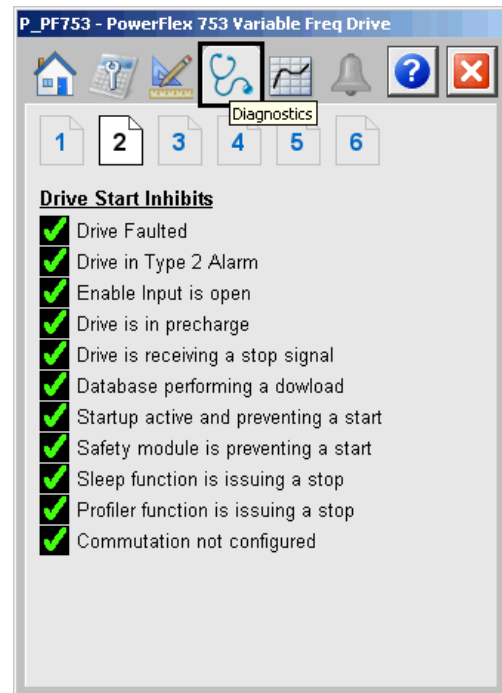 P_PF753 - PowerFlex 753 Variable Freq Drive
?
Diagnostics
1 2 3 4 5 6
Drive Start Inhibits
Drive Faulted
Drive in Type 2 Alarm
Enable Input is open
Drive is in precharge
Drive is receiving a stop signal
Database performing a dowload
Startup active and preventing a start
Safety module is preventing a start
Sleep function is issuing a stop
Profiler function is issuing a stop
Commutation not configured